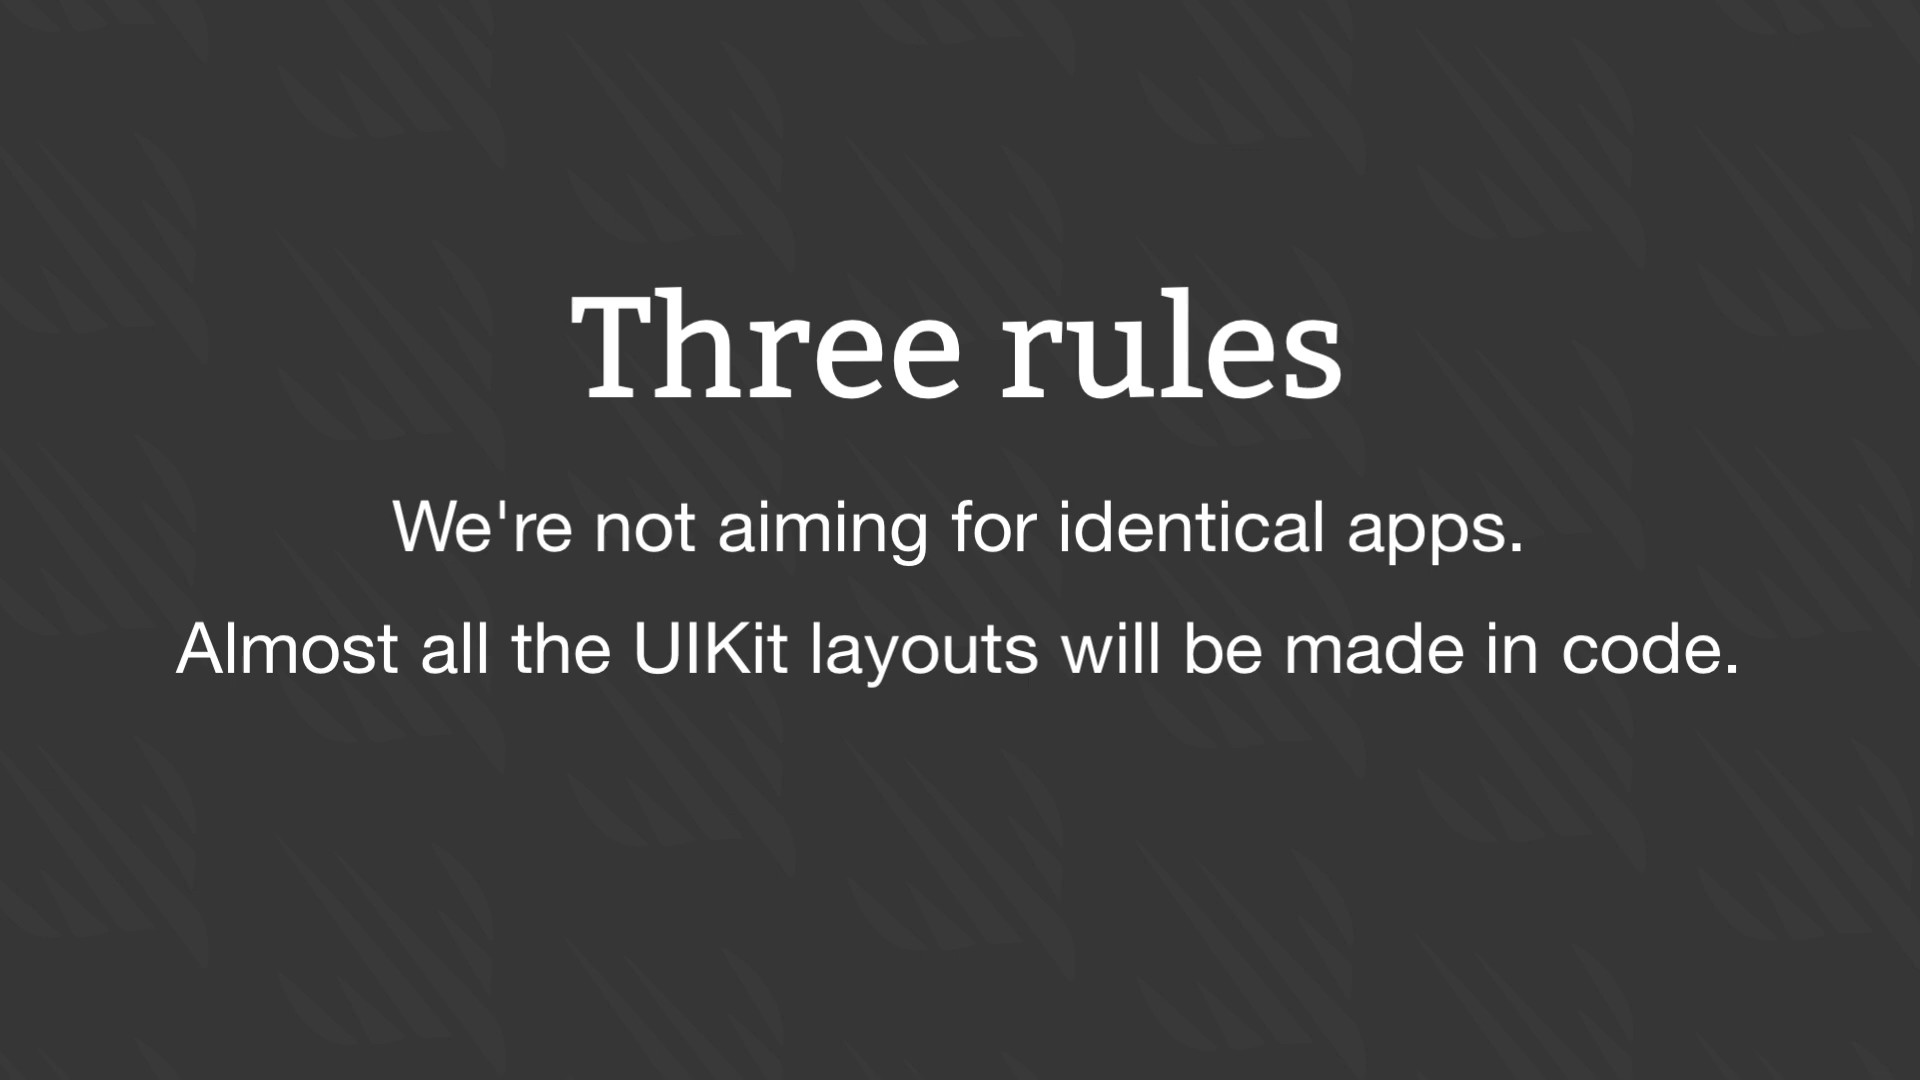 Three rules
We're not aiming for identical apps.
Almost all the UIKit layouts will be made in code.